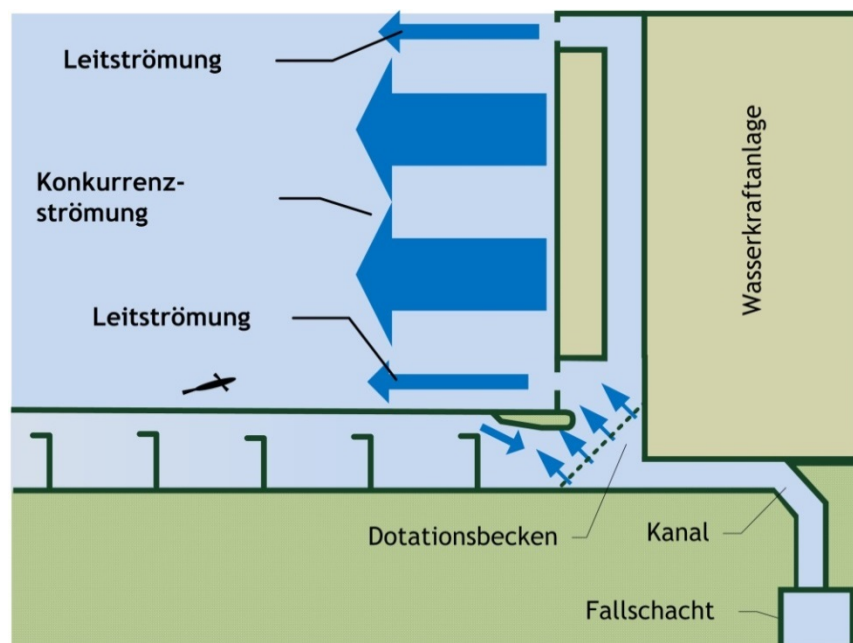 Leitströmung
Konkurrenz-
strömung
Leitströmung
Wasserkraftanlage
Dotationsbecken
Kanal
Fallschacht